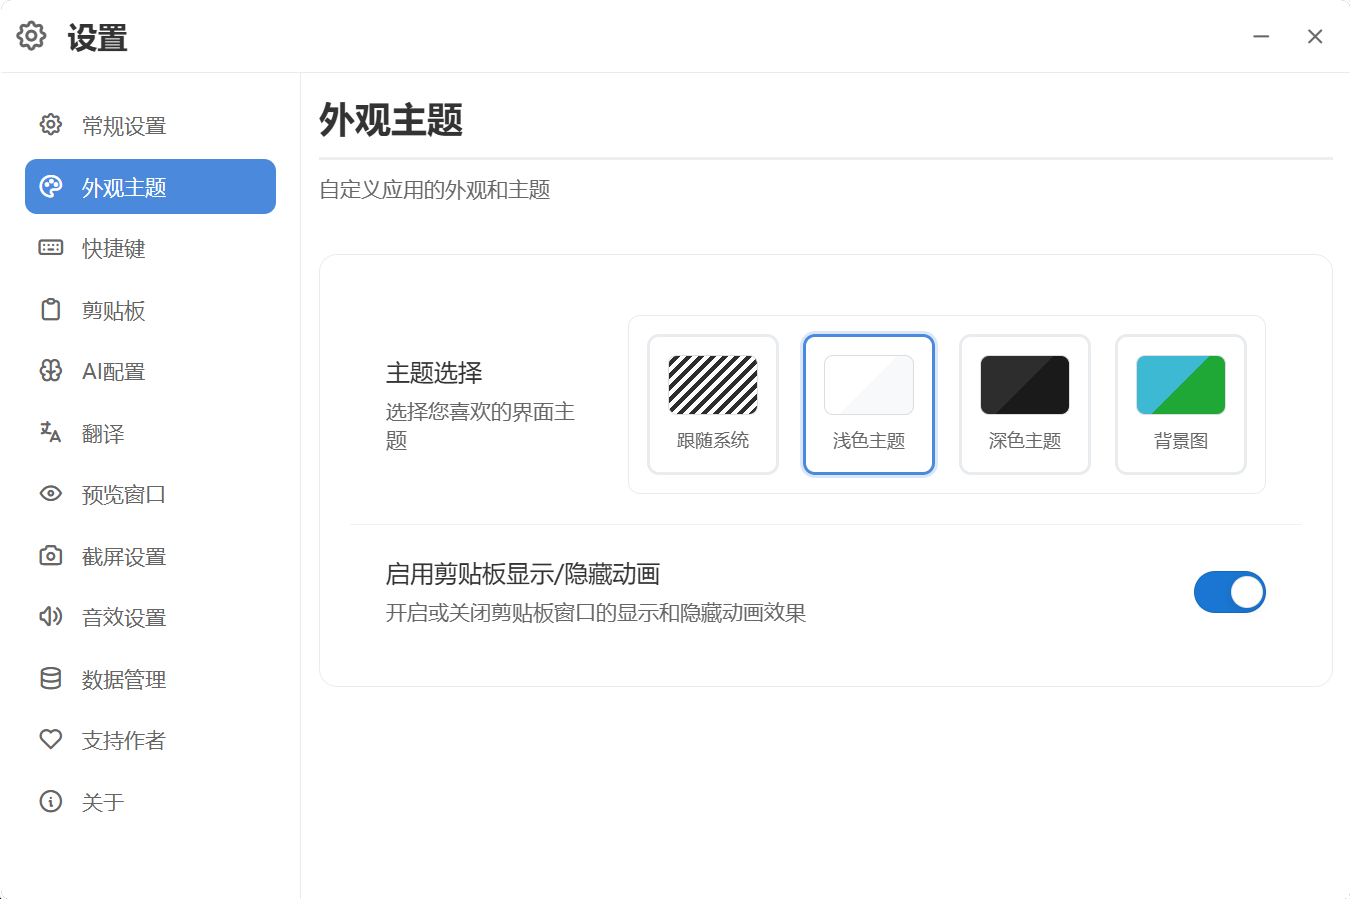 设置
常规设置
外观主题
快捷键
剪贴板
AI配置
翻译
预览窗口
截屏设置
音效设置
数据管理
支持作者
关于
外观主题
自定义应用的外观和主题
主题选择
选择您喜欢的界面主
题
跟随系统
浅色主题
深色主题
背景图
启用剪贴板显示/隐藏动画
开启或关闭剪贴板窗口的显示和隐藏动画效果